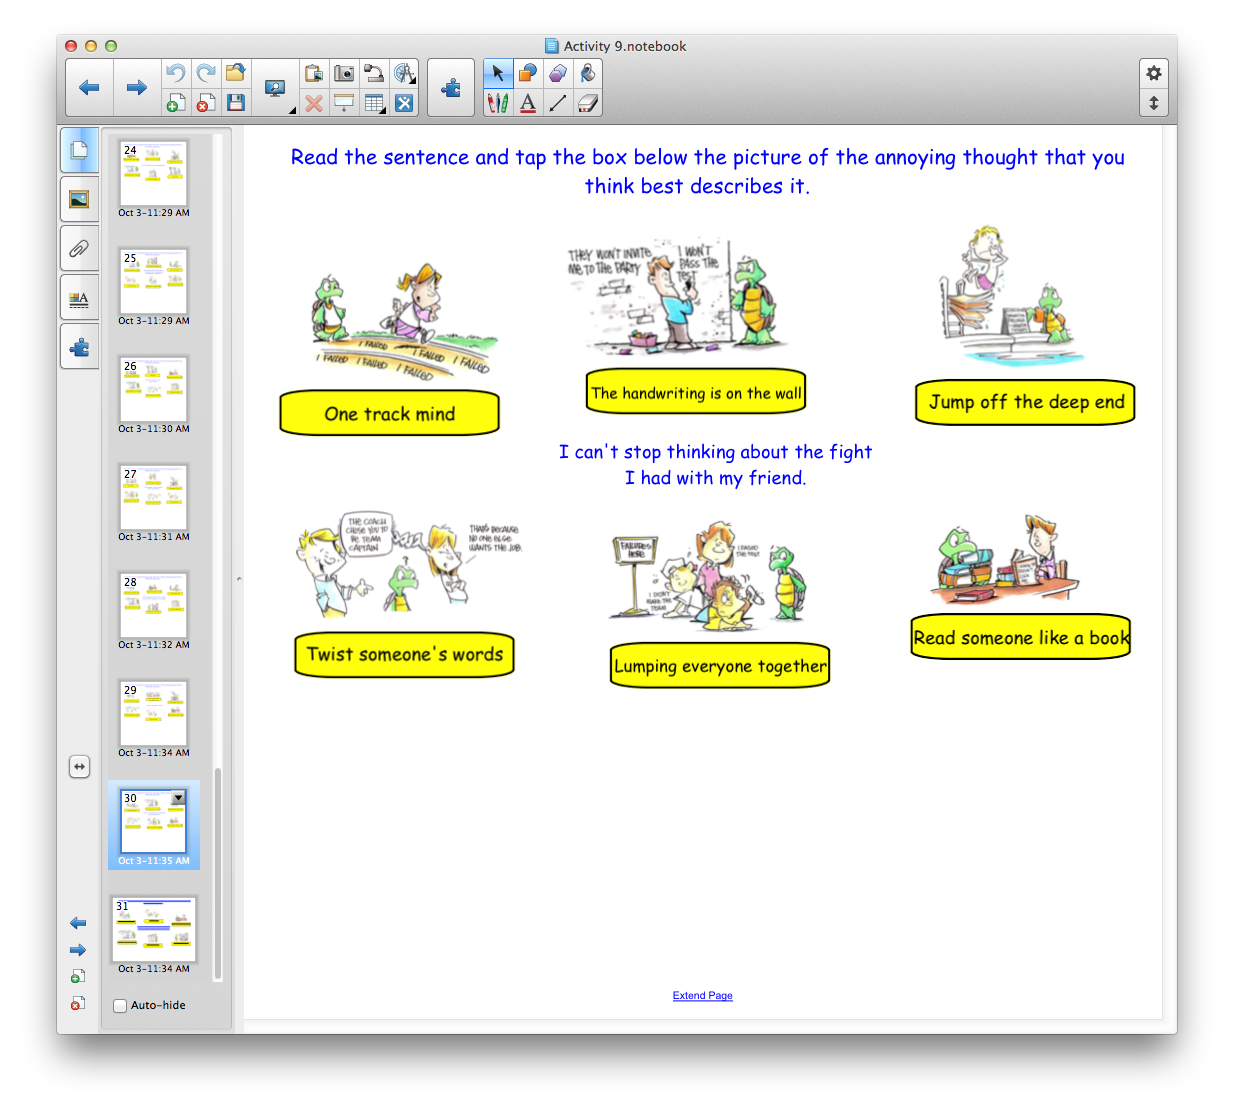 Activity 9.notebook
24
Oct 3-11:29 AM
25
Oct 3-11:29 AM
26
Oct 3-11:30 AM
27
Oct 3-11:31 AM
28
Oct 3-11:32 AM
29
Oct 3-11:34 AM
30
Oct 3-11:35 AM
31
Oct 3-11:34 AM
Auto-hide
Read the sentence and tap the box below the picture of the annoying thought that you
think best describes it.
I FAILED I FAILED I FAILED
I FAILED I FAILED I FAILED
One track mind
THEY WON'T INVITE
ME TO THE PARTY
I WON'T
PASS THE
TEST
The handwriting is on the wall
Jump off the deep end
I can't stop thinking about the fight
I had with my friend.
THE COACH
CHOSE YOU TO
BE TEAM
CAPTAIN
THAT'S BECAUSE
NO ONE ELSE
WANTS THE JOB.
?
Twist someone's words
FAILURES
HERE
I FAILED
THE TEST
I DIDN'T
MAKE THE
TEAM
Lumping everyone together
Read someone like a book
Extend Page